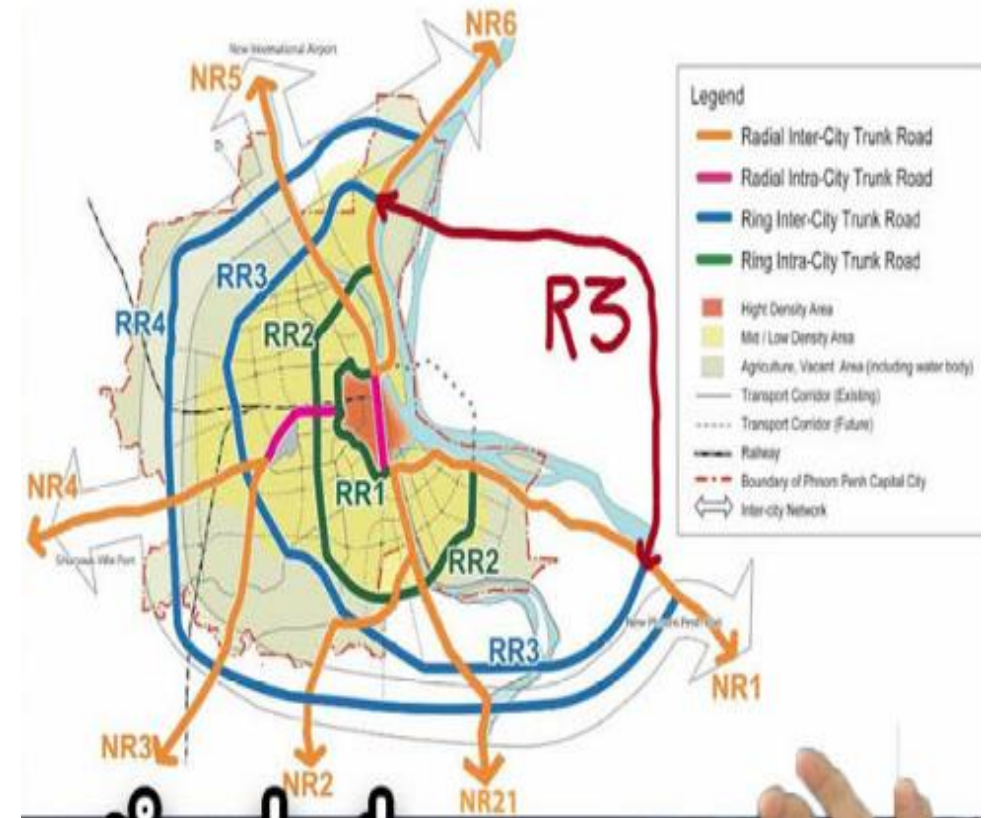 NR6
New International Airport
NR5
Legend
Radial Inter-City Trunk Road
Radial Intra-City Trunk Road
Ring Inter-City Trunk Road
Ring Intra-City Trunk Road
Hight Density Area
Mid / Low Density Area
Agriculture, Vacant Area (including water body)
Transport Corridor (Existing)
Transport Corridor (Future)
Railway
Boundary of Phnom Penh Capital City
Inter-city Network
RR3
R3
RR4
RR2
NR4
RR1
RR2
RR3
NR1
NR3
NR2
NR21